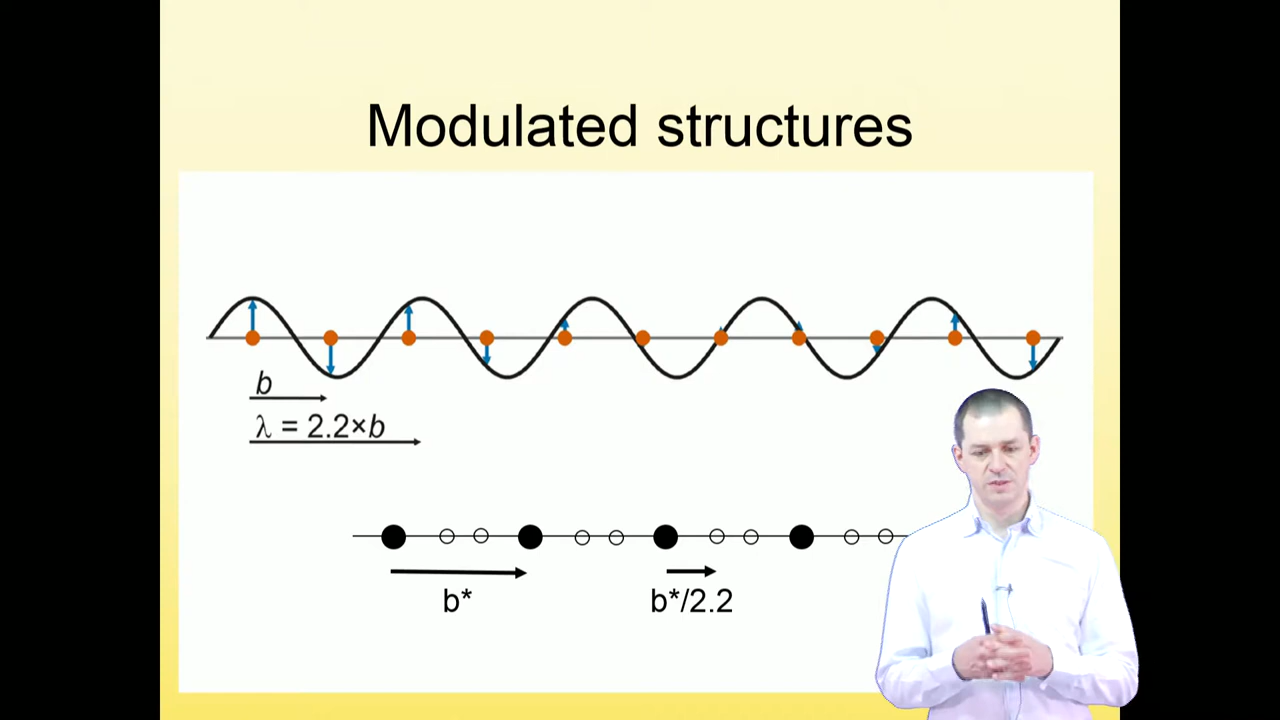 Modulated structures
b
λ = 2.2×b
b*
b*/2.2